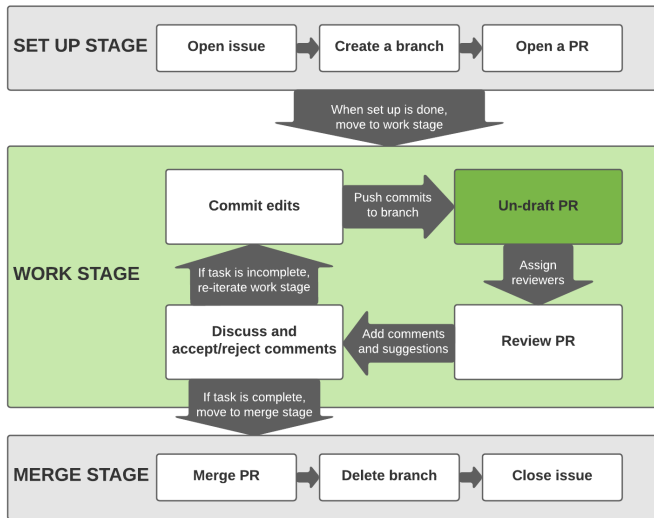 SET UP STAGE
Open issue
Create a branch
Open a PR
When set up is done,
move to work stage
WORK STAGE
Commit edits
Push commits
to branch
Un-draft PR
If task is incomplete,
re-iterate work stage
Assign
reviewers
Discuss and
accept/reject comments
Add comments
and suggestions
Review PR
If task is complete,
move to merge stage
MERGE STAGE
Merge PR
Delete branch
Close issue